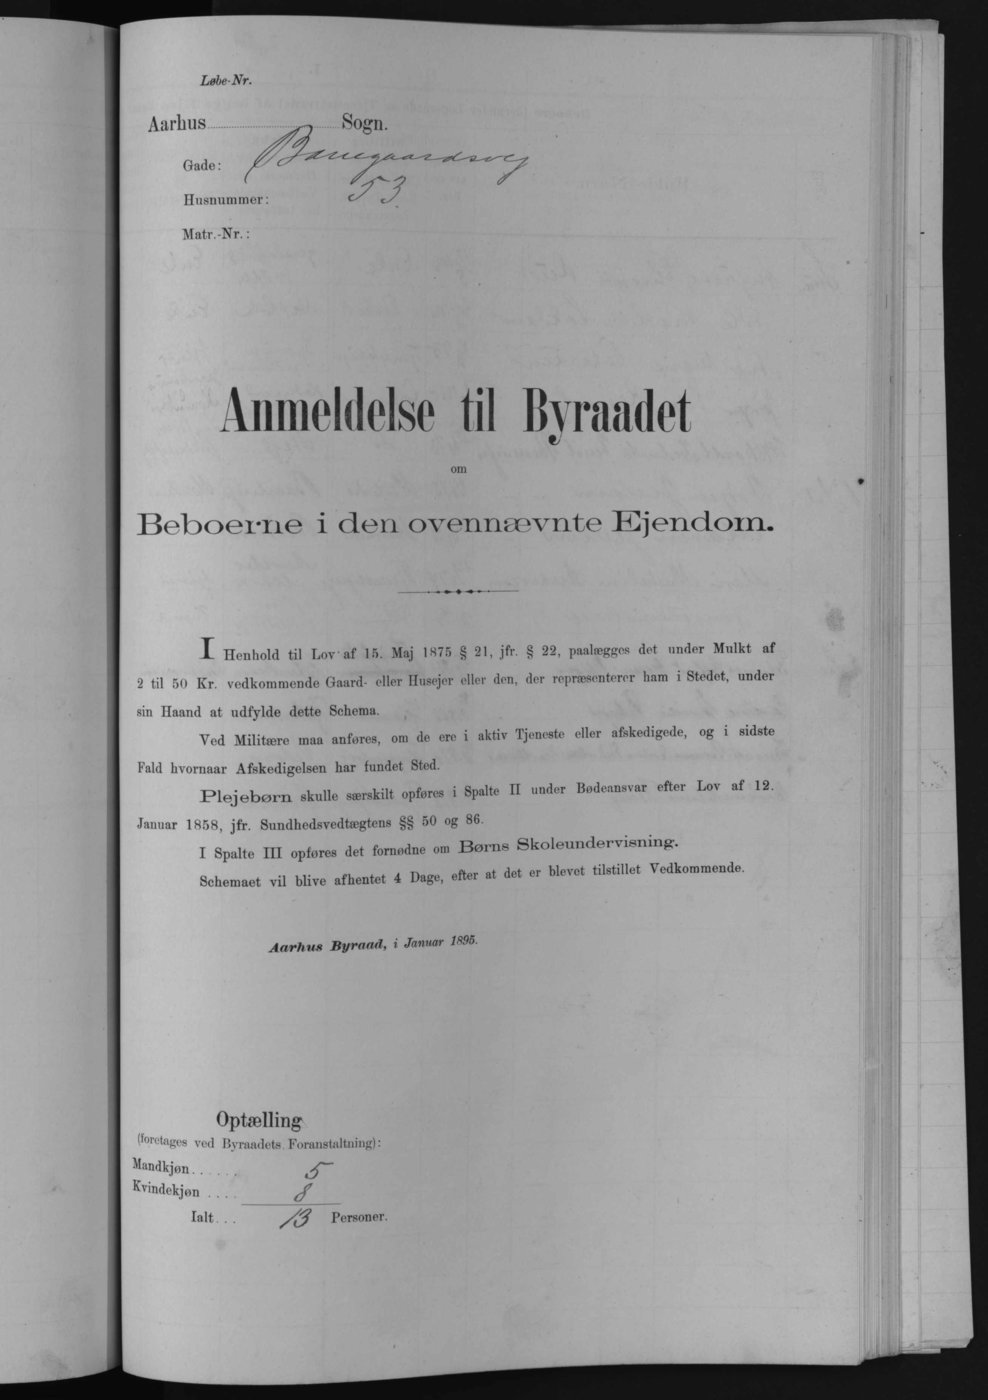 Løbe-Nr.
Aarhus Sogn.
Gade: Banegaardsvej
Husnummer: 53
Matr.-Nr.:
Anmeldelse til Byraadet
om
Beboerne i den ovennævnte Ejendom.
I Henhold til Lov af 15. Maj 1875 § 21, jfr. § 22, paalægges det under Mulkt af
2 til 50 Kr. vedkommende Gaard- eller Husejer eller den, der repræsenterer ham i Stedet, under
sin Haand at udfylde dette Schema.
Ved Militære maa anføres, om de ere i aktiv Tjeneste eller afskedigede, og i sidste
Fald hvornaar Afskedigelsen har fundet Sted.
Plejebørn skulle særskilt opføres i Spalte II under Bødeansvar efter Lov af 12.
Januar 1858, jfr. Sundhedsvedtægtens §§ 50 og 86.
I Spalte III opføres det fornødne om Børns Skoleundervisning.
Schemaet vil blive afhentet 4 Dage, efter at det er blevet tilstillet Vedkommende.
Aarhus Byraad, i Januar 1895.
Optælling
(foretages ved Byraadets Foranstaltning):
Mandkjøn...... 5
Kvindekjøn .... 8
Ialt... 13 Personer.